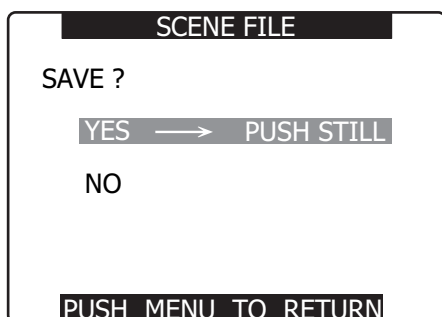 SCENE FILE
SAVE ?
YES → PUSH STILL
NO
PUSH MENU TO RETURN